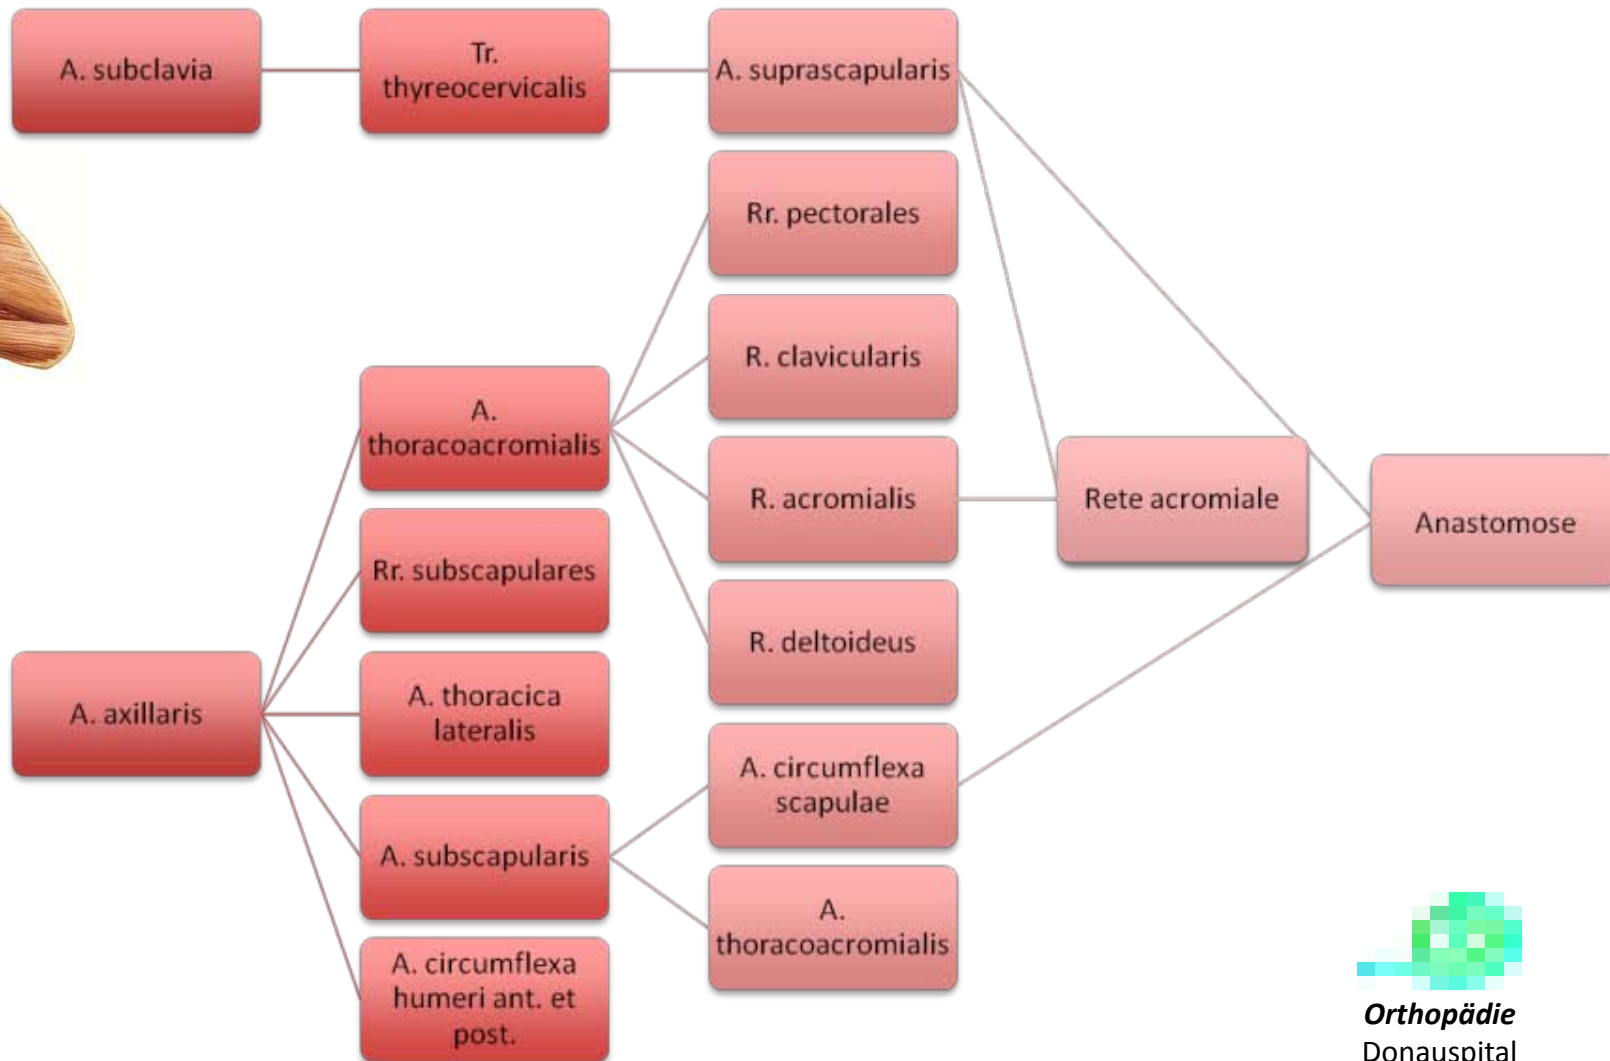 A. subclavia
Tr.
thyreocervicalis
A. suprascapularis
Rr. pectorales
R. clavicularis
A.
thoracoacromialis
R. acromialis
Rete acromiale
Anastomose
Rr. subscapulares
R. deltoideus
A. axillaris
A. thoracica
lateralis
A. circumflexa
scapulae
A. subscapularis
A.
thoracoacromialis
A. circumflexa
humeri ant. et
post.
Orthopädie
Donauspital